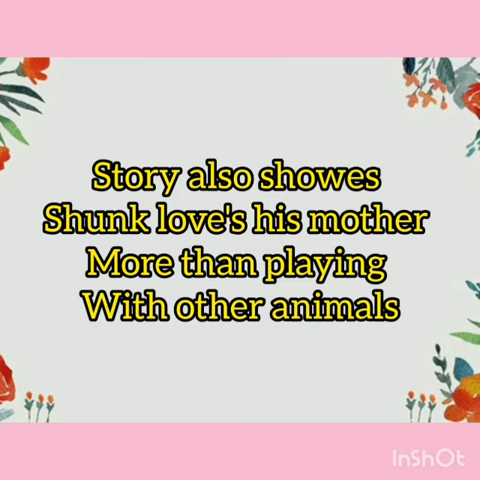 Story also showes
Shunk love's his mother
More than playing
With other animals
InShOt